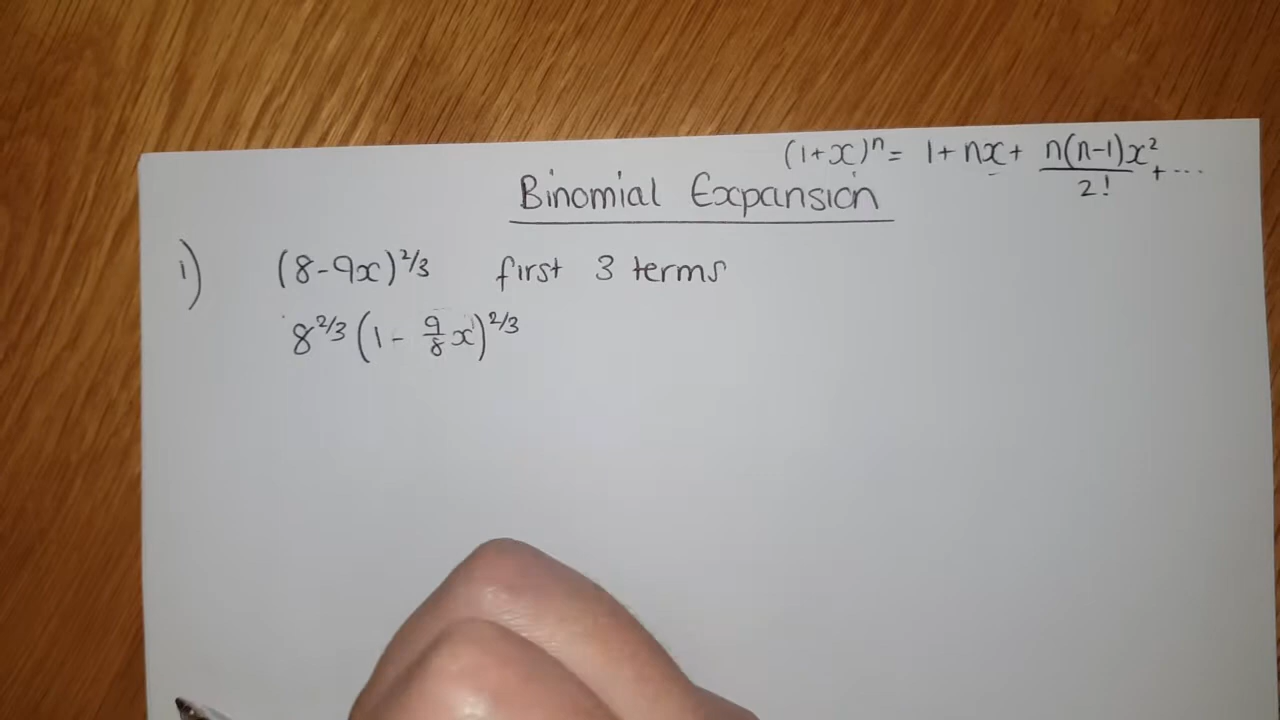 (1+x)ⁿ = 1 + nx + n(n-1)x²/2! + ...
Binomial Expansion
i) (8-9x)^2/3 first 3 terms
8^2/3 (1 - 9/8 x)^2/3